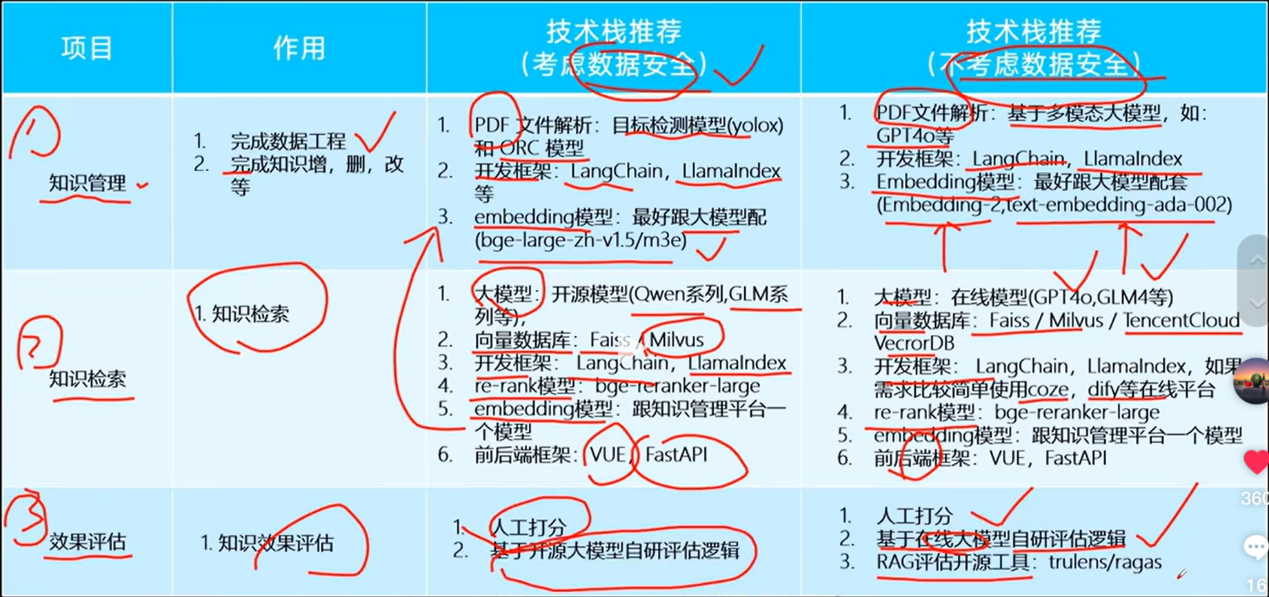 项目
作用
技术栈推荐
(考虑数据安全)
技术栈推荐
(不考虑数据安全)
1
知识管理
1. 完成数据工程
2. 完成知识增，删，改
等
1. PDF 文件解析：目标检测模型(yolox)
和 ORC 模型
2. 开发框架：LangChain，LlamaIndex
等
3. embedding模型：最好跟大模型配
(bge-large-zh-v1.5/m3e)
1. PDF文件解析：基于多模态大模型，如：
GPT4o等
2. 开发框架：LangChain，LlamaIndex
3. Embedding模型：最好跟大模型配套
(Embedding-2,text-embedding-ada-002)
2
知识检索
1. 知识检索
1. 大模型：开源模型(Qwen系列,GLM系
列等),
2. 向量数据库：Faiss / Milvus
3. 开发框架：LangChain，LlamaIndex
4. re-rank模型：bge-reranker-large
5. embedding模型：跟知识管理平台一
个模型
6. 前后端框架：VUE，FastAPI
1. 大模型：在线模型(GPT4o,GLM4等)
2. 向量数据库：Faiss / Milvus / TencentCloud
VecrorDB
3. 开发框架：LangChain，LlamaIndex，如果
需求比较简单使用coze，dify等在线平台
4. re-rank模型：bge-reranker-large
5. embedding模型：跟知识管理平台一个模型
6. 前后端框架：VUE，FastAPI
3
效果评估
1. 知识效果评估
1. 人工打分
2. 基于开源大模型自研评估逻辑
1. 人工打分
2. 基于在线大模型自研评估逻辑
3. RAG评估开源工具：trulens/ragas
360
16